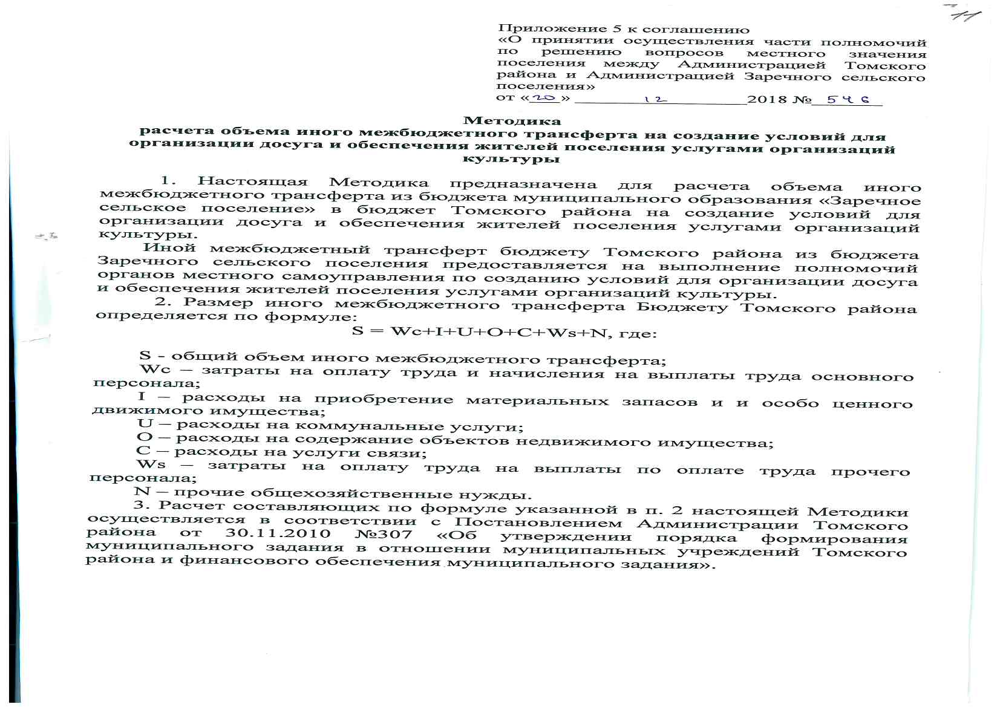 11
Приложение 5 к соглашению
«О принятии осуществления части полномочий
по решению вопросов местного значения
поселения между Администрацией Томского
района и Администрацией Заречного сельского
поселения»
от «20» 12 2018 № 546
Методика
расчета объема иного межбюджетного трансферта на создание условий для
организации досуга и обеспечения жителей поселения услугами организаций
культуры
1. Настоящая Методика предназначена для расчета объема иного
межбюджетного трансферта из бюджета муниципального образования «Заречное
сельское поселение» в бюджет Томского района на создание условий для
организации досуга и обеспечения жителей поселения услугами организаций
культуры.
Иной межбюджетный трансферт бюджету Томского района из бюджета
Заречного сельского поселения предоставляется на выполнение полномочий
органов местного самоуправления по созданию условий для организации досуга
и обеспечения жителей поселения услугами организаций культуры.
2. Размер иного межбюджетного трансферта Бюджету Томского района
определяется по формуле:
S = Wc+I+U+O+C+Ws+N, где:
S - общий объем иного межбюджетного трансферта;
Wc – затраты на оплату труда и начисления на выплаты труда основного
персонала;
I – расходы на приобретение материальных запасов и и особо ценного
движимого имущества;
U – расходы на коммунальные услуги;
O – расходы на содержание объектов недвижимого имущества;
C – расходы на услуги связи;
Ws – затраты на оплату труда на выплаты по оплате труда прочего
персонала;
N – прочие общехозяйственные нужды.
3. Расчет составляющих по формуле указанной в п. 2 настоящей Методики
осуществляется в соответствии с Постановлением Администрации Томского
района от 30.11.2010 №307 «Об утверждении порядка формирования
муниципального задания в отношении муниципальных учреждений Томского
района и финансового обеспечения муниципального задания».